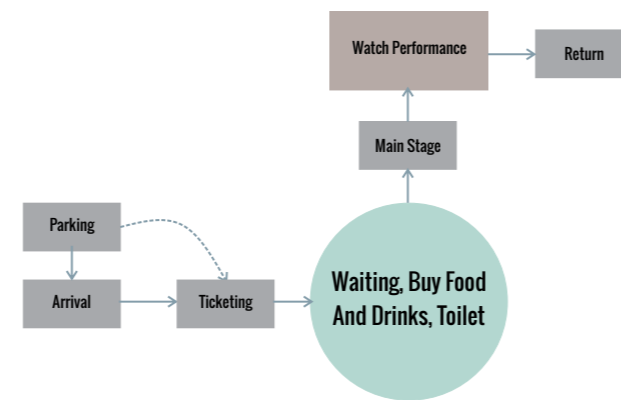 Watch Performance
Return
Main Stage
Parking
Waiting, Buy Food
And Drinks, Toilet
Arrival
Ticketing